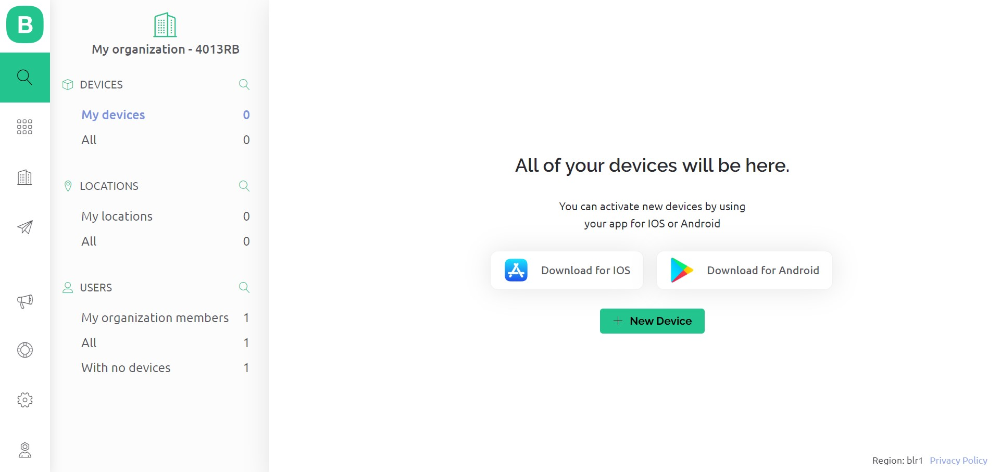 B
My organization - 4013RB
DEVICES
My devices 0
All 0
LOCATIONS
My locations 0
All 0
USERS
My organization members 1
All 1
With no devices 1
All of your devices will be here.
You can activate new devices by using
your app for IOS or Android
Download for IOS
Download for Android
New Device
Region: blr1 Privacy Policy